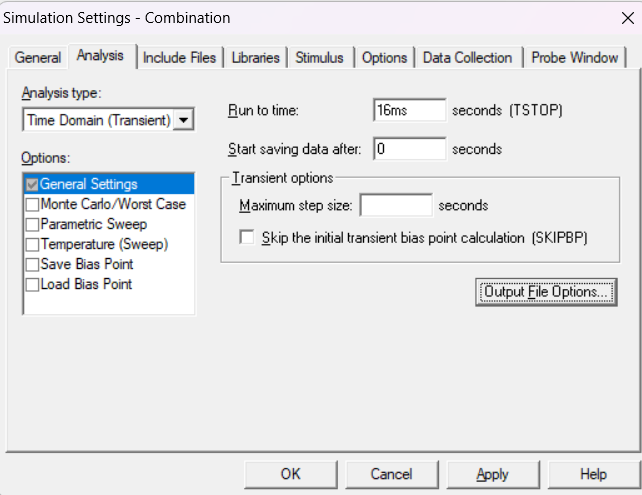 Simulation Settings - Combination
General Analysis Include Files Libraries Stimulus Options Data Collection Probe Window
Analysis type:
Time Domain (Transient)
Options:
General Settings
Monte Carlo/Worst Case
Parametric Sweep
Temperature (Sweep)
Save Bias Point
Load Bias Point
Run to time: 16ms seconds (TSTOP)
Start saving data after: 0 seconds
Transient options
Maximum step size: seconds
Skip the initial transient bias point calculation (SKIPBP)
Output File Options...
OK Cancel Apply Help